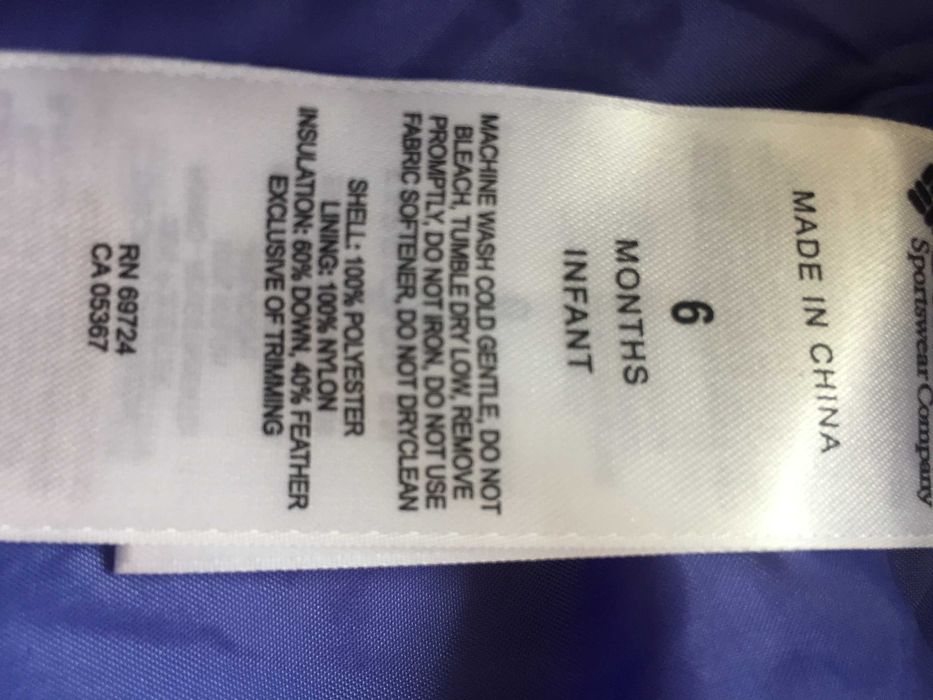 Sportswear Company
MADE IN CHINA
6
MONTHS
INFANT
MACHINE WASH COLD GENTLE, DO NOT
BLEACH, TUMBLE DRY LOW, REMOVE
PROMPTLY, DO NOT IRON, DO NOT USE
FABRIC SOFTENER, DO NOT DRYCLEAN
SHELL: 100% POLYESTER
LINING: 100% NYLON
INSULATION: 60% DOWN, 40% FEATHER
EXCLUSIVE OF TRIMMING
RN 69724
CA 05367